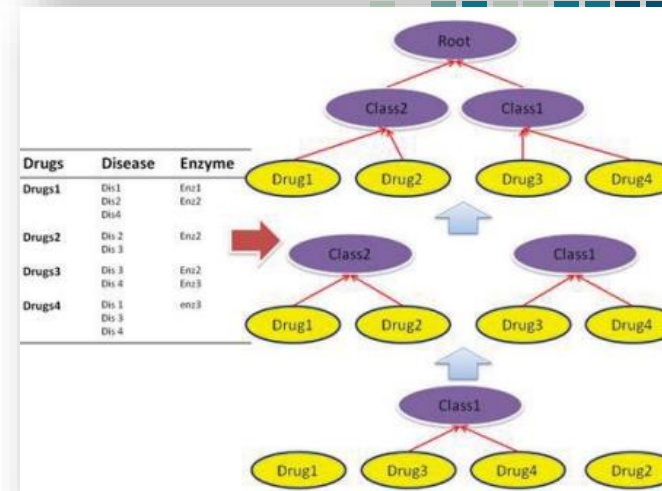 Root
Class2 Class1
Drug1 Drug2 Drug3 Drug4
Drugs Disease Enzyme
Drugs1 Dis1 Enz1
Dis2 Enz2
Dis4
Drugs2 Dis 2 Enz2
Dis 3
Drugs3 Dis 3 Enz2
Dis 4 Enz3
Drugs4 Dis 1 enz3
Dis 3
Dis 4
Class2 Class1
Drug1 Drug2 Drug3 Drug4
Class1
Drug1 Drug3 Drug4 Drug2